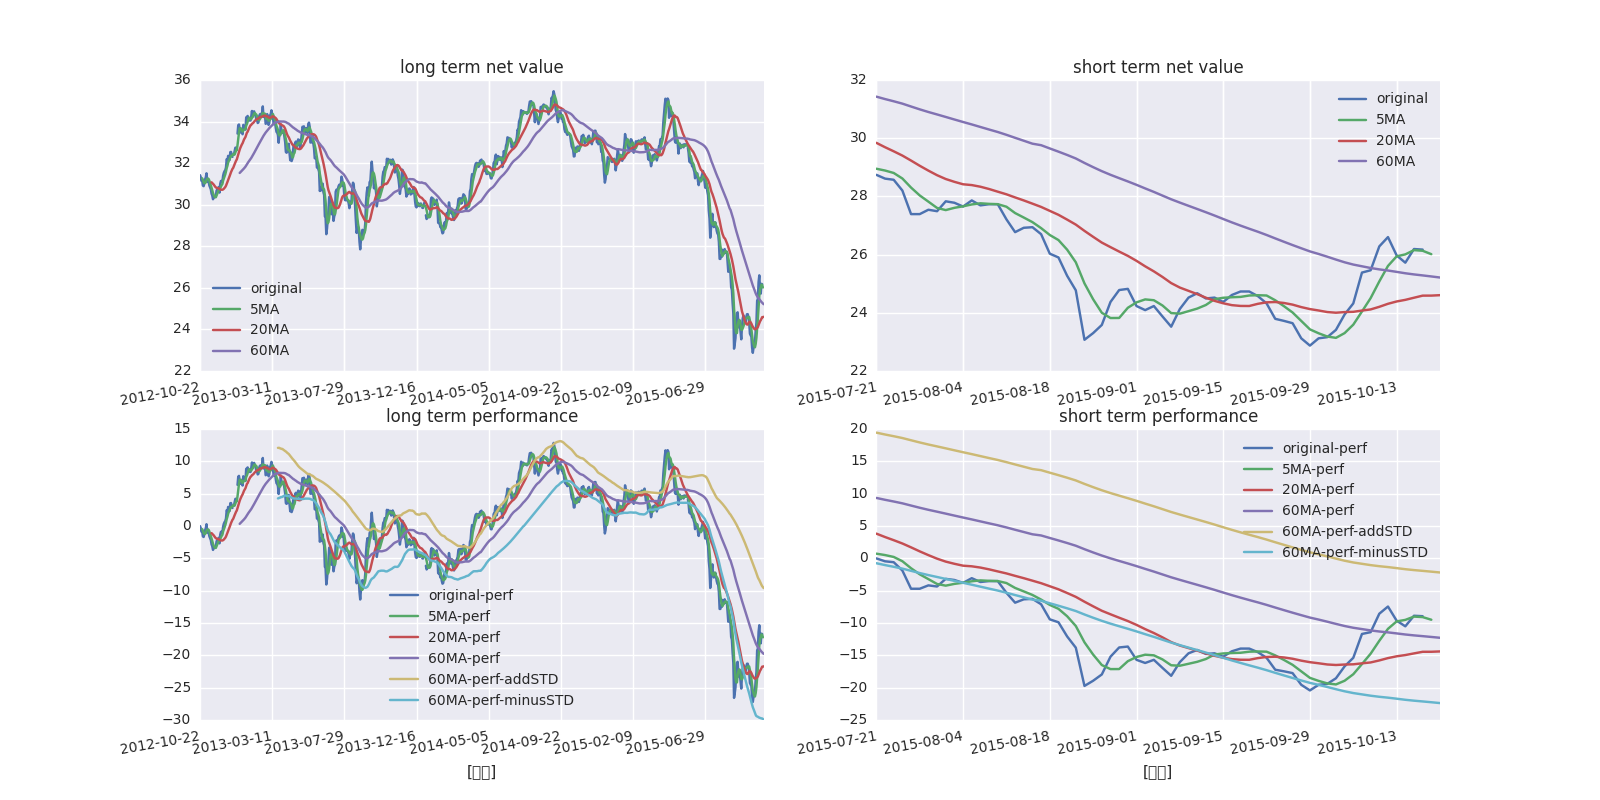 long term net value
36
34
32
30
28
26
24
22
original
5MA
20MA
60MA
2012-10-22
2013-03-11
2013-07-29
2013-12-16
2014-05-05
2014-09-22
2015-02-09
2015-06-29
short term net value
32
30
28
26
24
22
original
5MA
20MA
60MA
2015-07-21
2015-08-04
2015-08-18
2015-09-01
2015-09-15
2015-09-29
2015-10-13
long term performance
15
10
5
0
−5
−10
−15
−20
−25
−30
original-perf
5MA-perf
20MA-perf
60MA-perf
60MA-perf-addSTD
60MA-perf-minusSTD
2012-10-22
2013-03-11
2013-07-29
2013-12-16
2014-05-05
2014-09-22
2015-02-09
2015-06-29
short term performance
20
15
10
5
0
−5
−10
−15
−20
−25
original-perf
5MA-perf
20MA-perf
60MA-perf
60MA-perf-addSTD
60MA-perf-minusSTD
2015-07-21
2015-08-04
2015-08-18
2015-09-01
2015-09-15
2015-09-29
2015-10-13